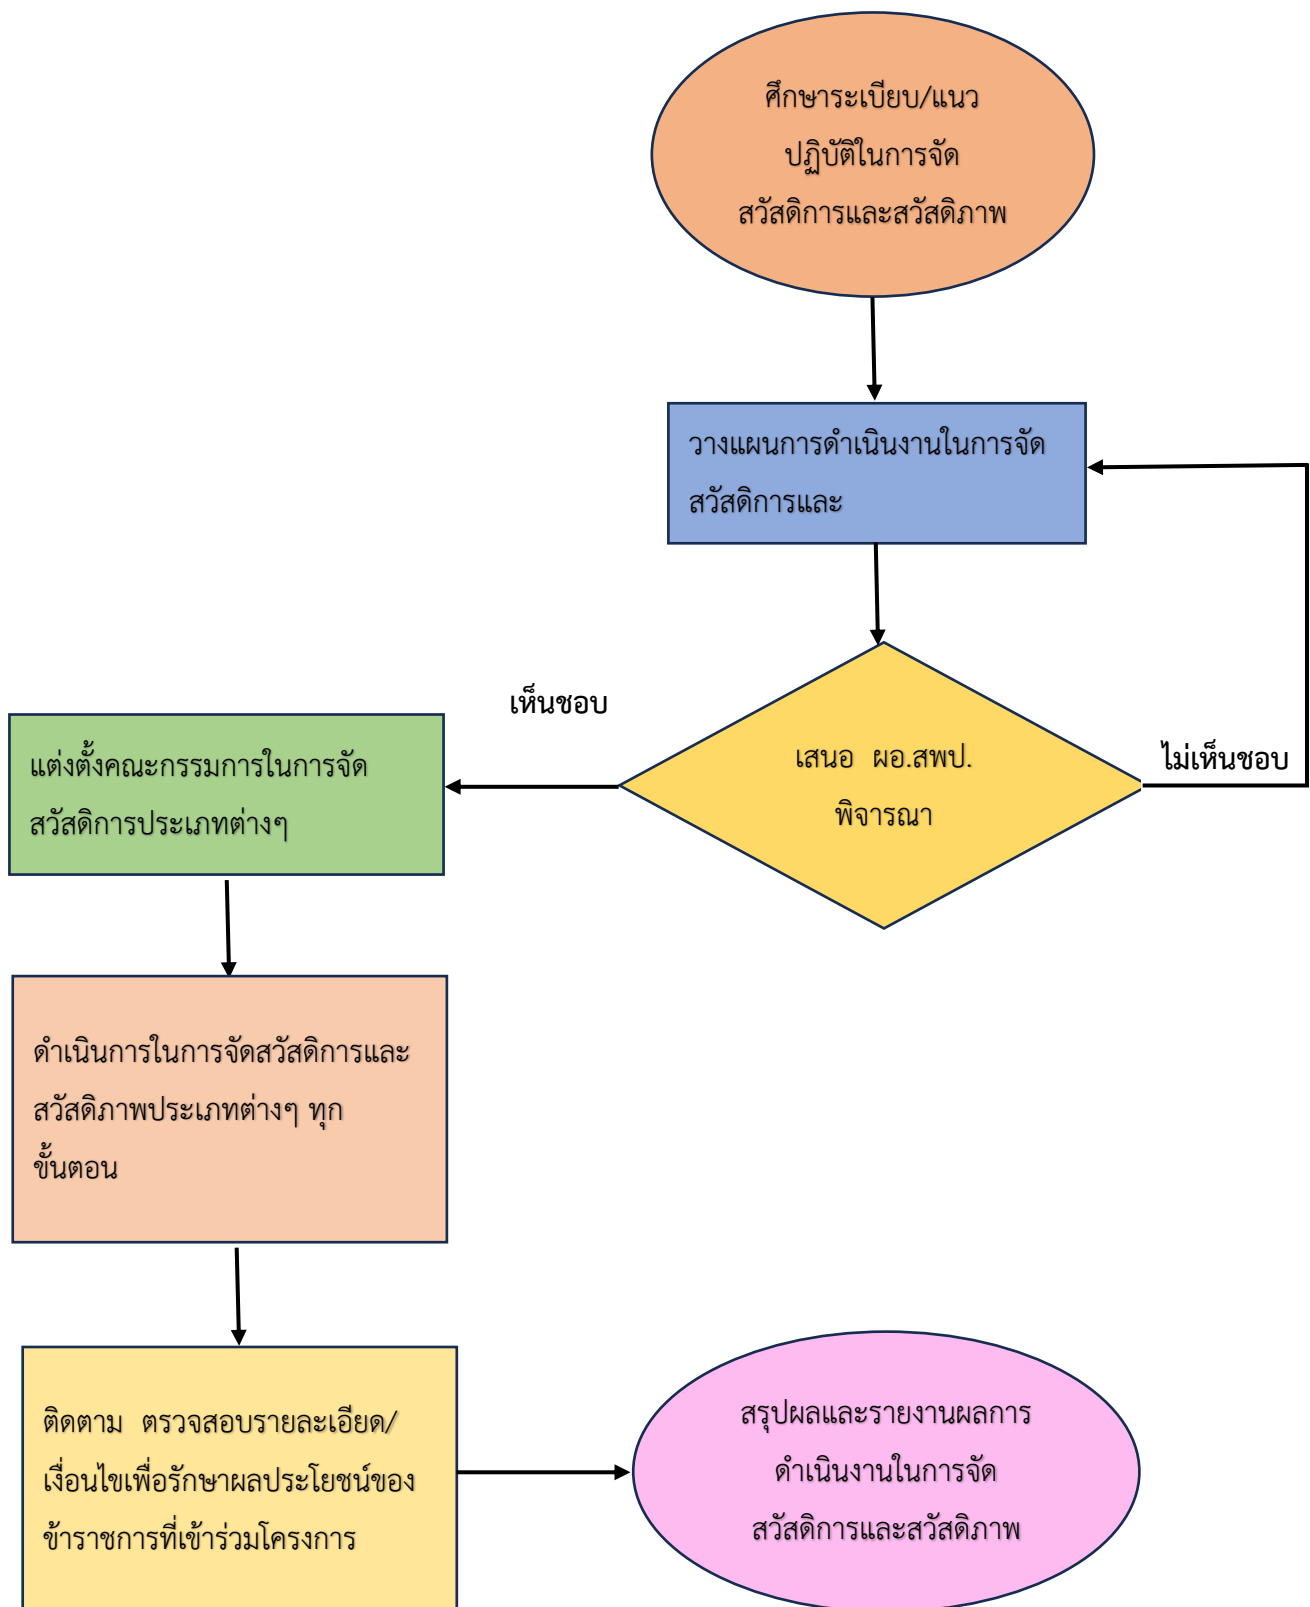 ศึกษาระเบียบ/แนว
ปฏิบัติในการจัด
สวัสดิการและสวัสดิภาพ
วางแผนการดำเนินงานในการจัด
สวัสดิการและ
เสนอ ผอ.สพป.
พิจารณา
เห็นชอบ
ไม่เห็นชอบ
แต่งตั้งคณะกรรมการในการจัด
สวัสดิการประเภทต่างๆ
ดำเนินการในการจัดสวัสดิการและ
สวัสดิภาพประเภทต่างๆ ทุก
ขั้นตอน
ติดตาม ตรวจสอบรายละเอียด/
เงื่อนไขเพื่อรักษาผลประโยชน์ของ
ข้าราชการที่เข้าร่วมโครงการ
สรุปผลและรายงานผลการ
ดำเนินงานในการจัด
สวัสดิการและสวัสดิภาพ